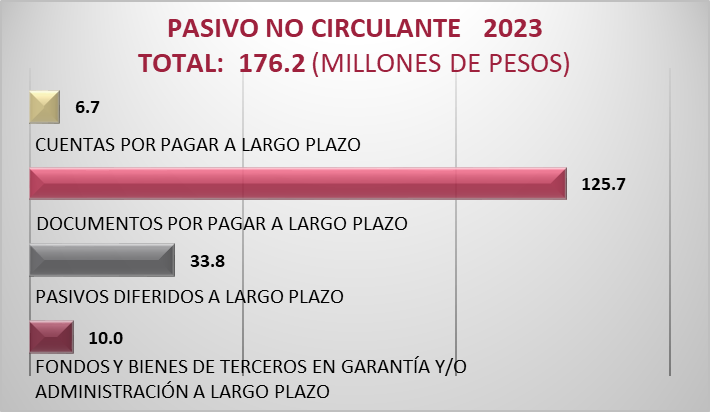 PASIVO NO CIRCULANTE 2023
TOTAL: 176.2 (MILLONES DE PESOS)
6.7
CUENTAS POR PAGAR A LARGO PLAZO
125.7
DOCUMENTOS POR PAGAR A LARGO PLAZO
33.8
PASIVOS DIFERIDOS A LARGO PLAZO
10.0
FONDOS Y BIENES DE TERCEROS EN GARANTÍA Y/O
ADMINISTRACIÓN A LARGO PLAZO